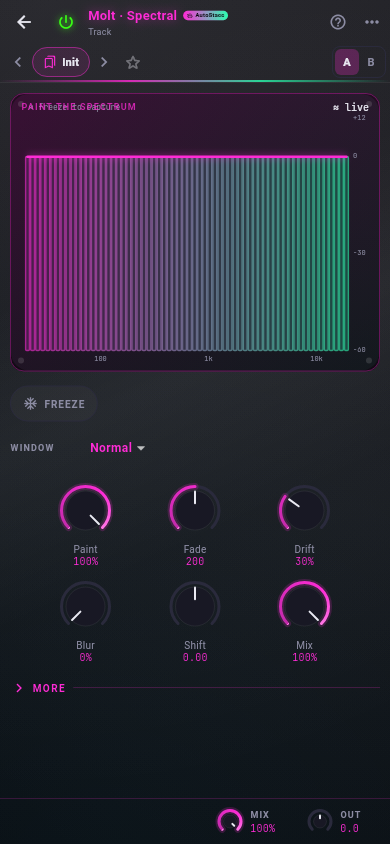 Molt · Spectral AutoStacc
Track
?
Init
A B
PAINT THE SPECTRUM
≈ live
+12
0
-30
-60
100 1k 10k
FREEZE
WINDOW Normal
Paint Fade Drift
100% 200 30%
Blur Shift Mix
0% 0.00 100%
MORE
MIX OUT
100% 0.0